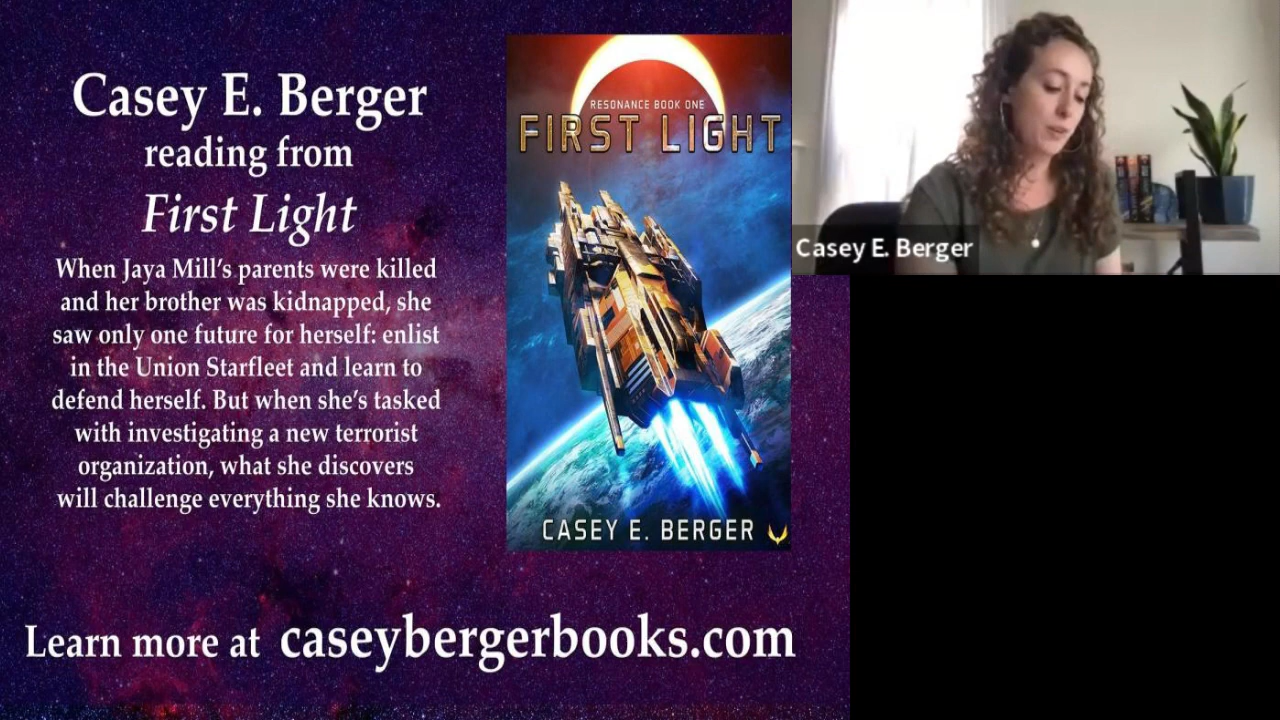 Casey E. Berger
reading from
First Light
When Jaya Mill's parents were killed
and her brother was kidnapped, she
saw only one future for herself: enlist
in the Union Starfleet and learn to
defend herself. But when she's tasked
with investigating a new terrorist
organization, what she discovers
will challenge everything she knows.
Learn more at caseybergerbooks.com
RESONANCE BOOK ONE
FIRST LIGHT
CASEY E. BERGER
Casey E. Berger